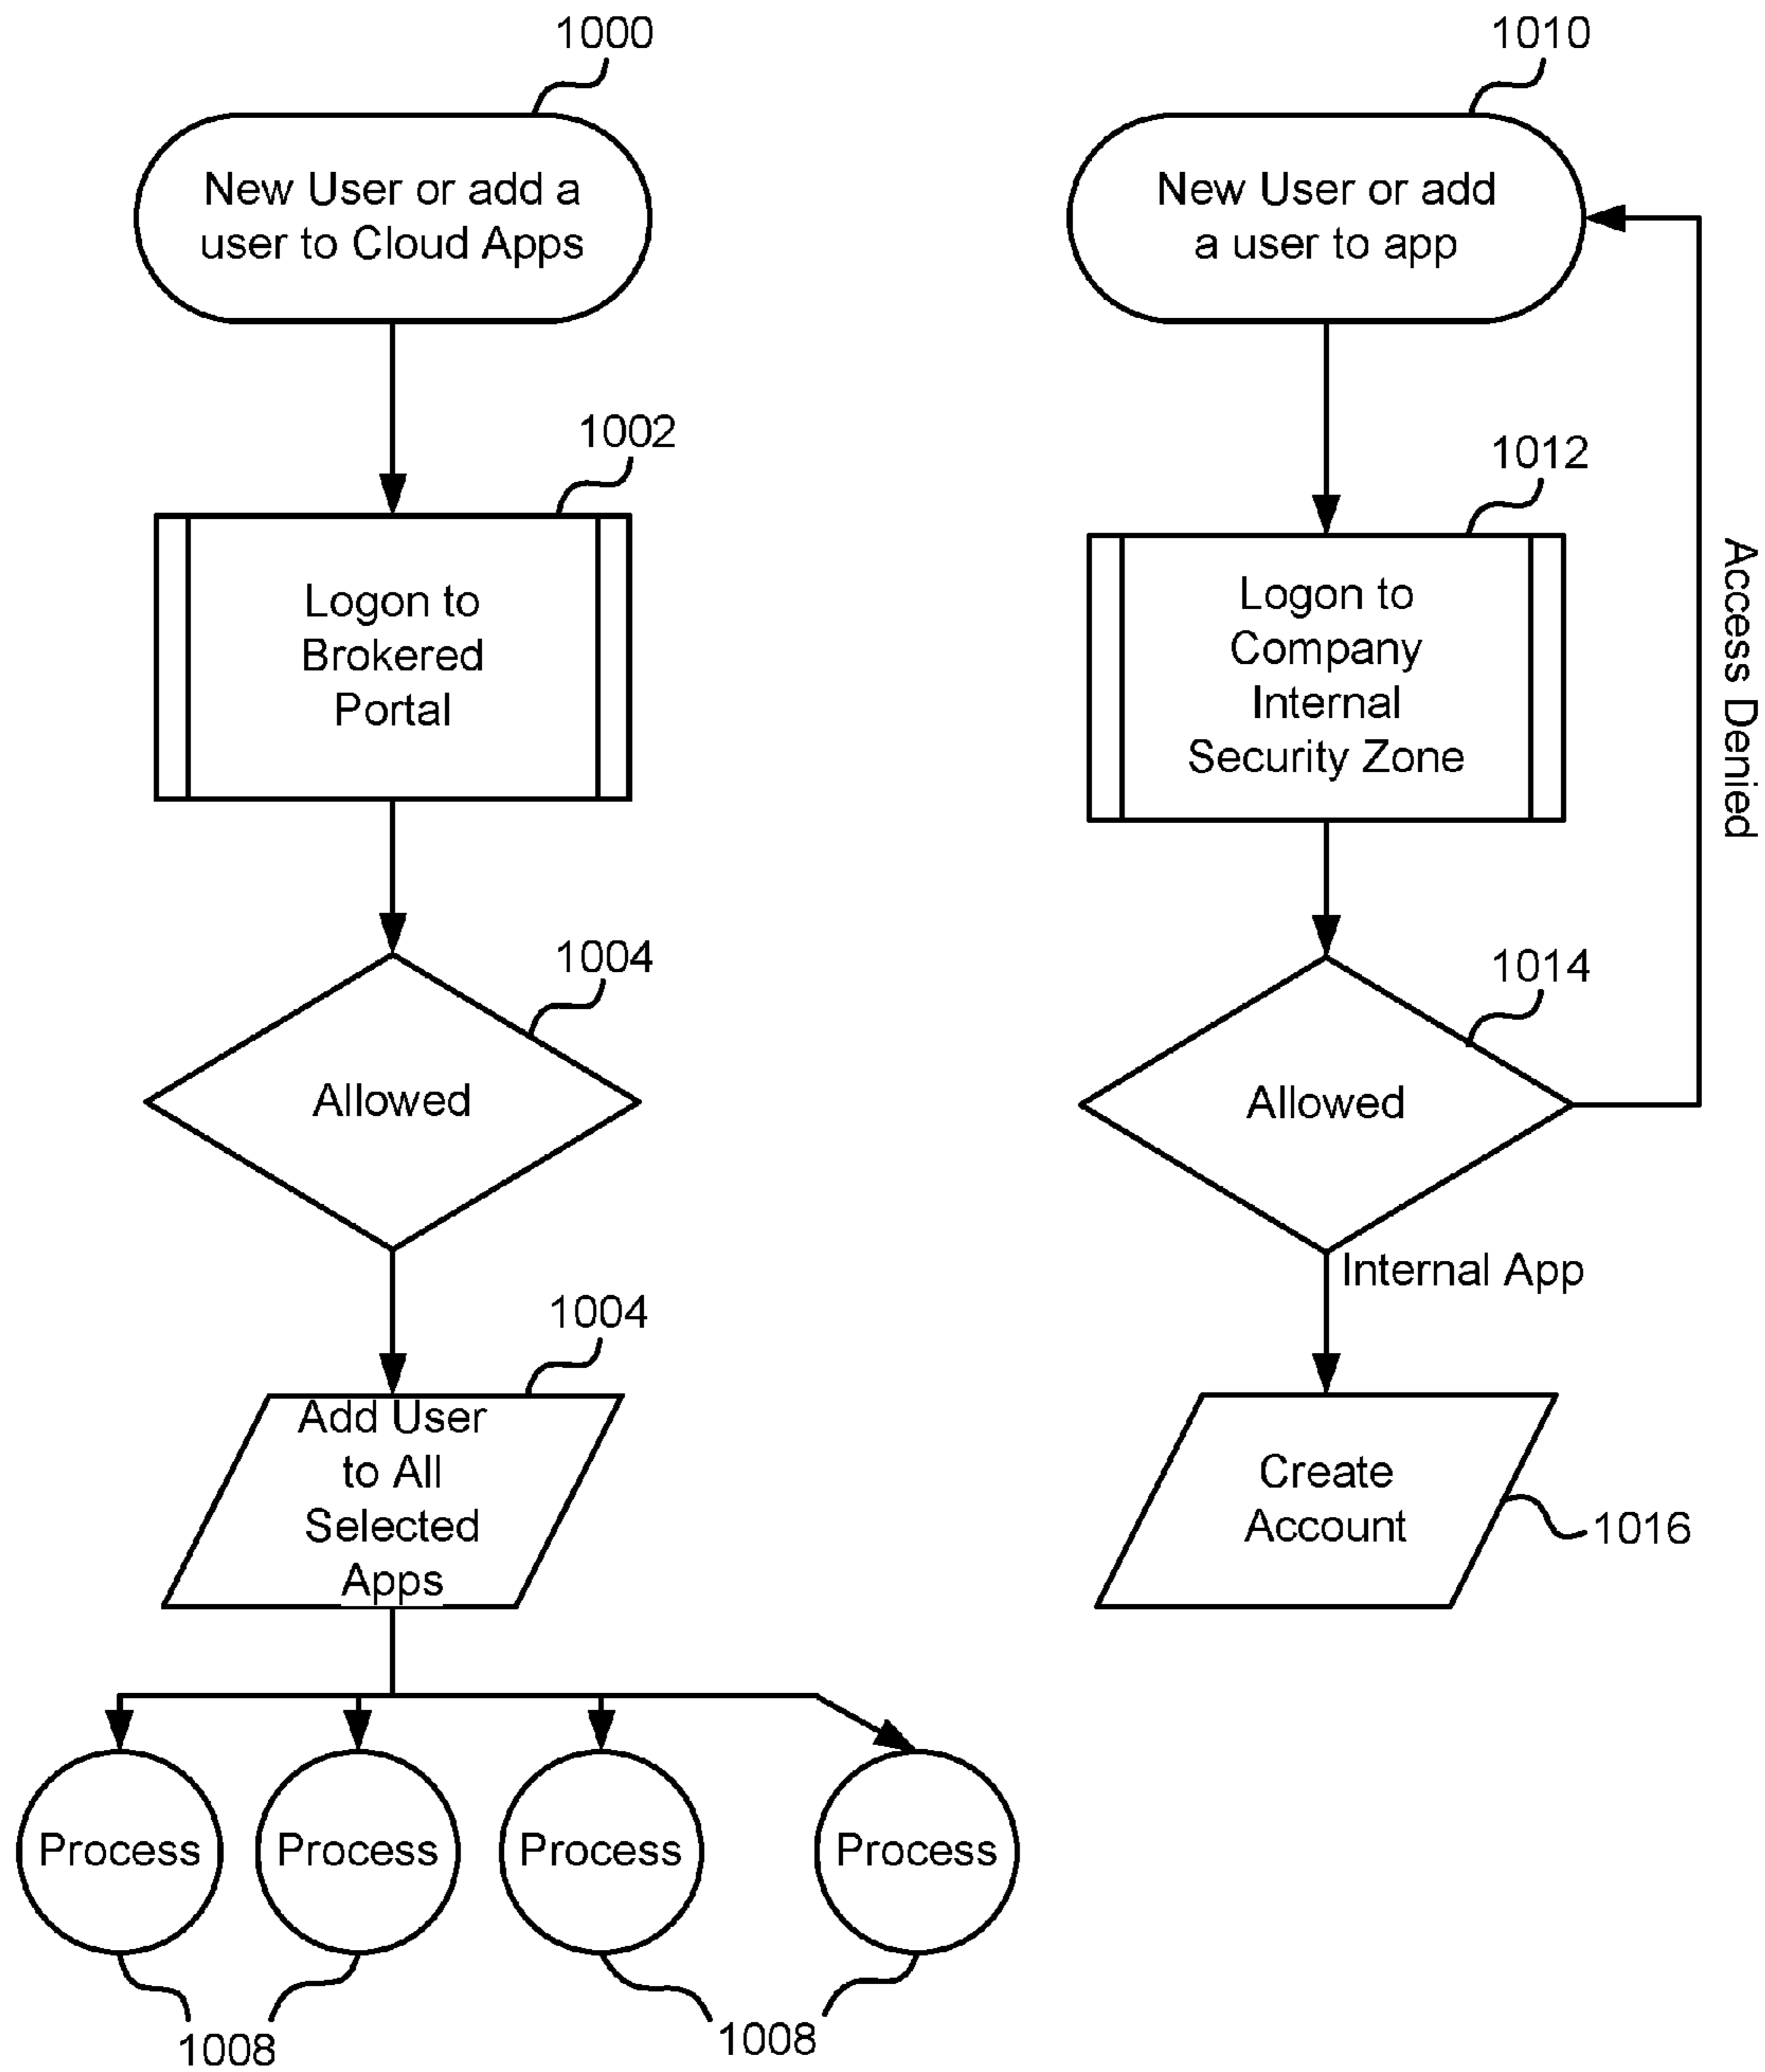 1000
New User or add a
user to Cloud Apps
1002
Logon to
Brokered
Portal
1004
Allowed
1004
Add User
to All
Selected
Apps
Process
Process
Process
Process
1008
1008
1010
New User or add
a user to app
1012
Logon to
Company
Internal
Security Zone
Access Denied
1014
Allowed
Internal App
Create
Account
1016